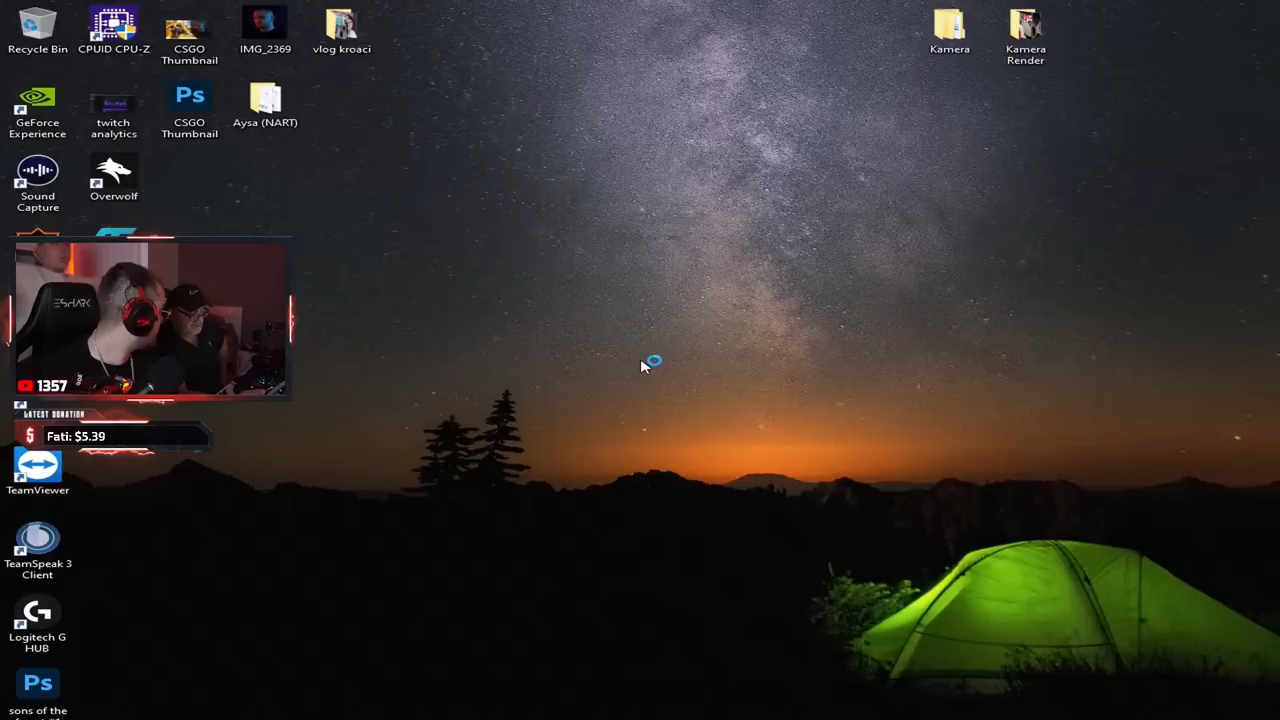 Recycle Bin
CPUID CPU-Z
CSGO
Thumbnail
IMG_2369
vlog kroaci
Kamera
Kamera
Render
GeForce
Experience
twitch
analytics
Ps
CSGO
Thumbnail
Aysa (NART)
Sound
Capture
Overwolf
ESHARK
1357
LATEST DONATION
$
Fati: $5.39
TeamViewer
TeamSpeak 3
Client
Logitech G
HUB
Ps
sons of the